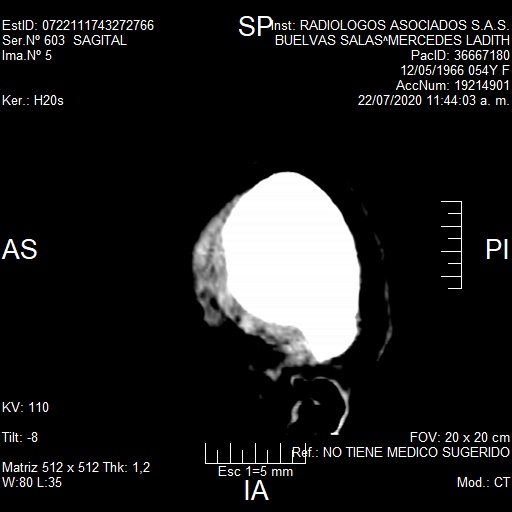 EstID: 0722111743272766
Ser.Nº 603 SAGITAL
Ima.Nº 5
Ker.: H20s
SP
Inst: RADIOLOGOS ASOCIADOS S.A.S.
BUELVAS SALAS^MERCEDES LADITH
PacID: 36667180
12/05/1966 054Y F
AccNum: 19214901
22/07/2020 11:44:03 a. m.
AS
PI
KV: 110
Tilt: -8
Matriz 512 x 512 Thk: 1,2
W:80 L:35
Esc 1=5 mm
IA
FOV: 20 x 20 cm
Ref.: NO TIENE MEDICO SUGERIDO
Mod.: CT